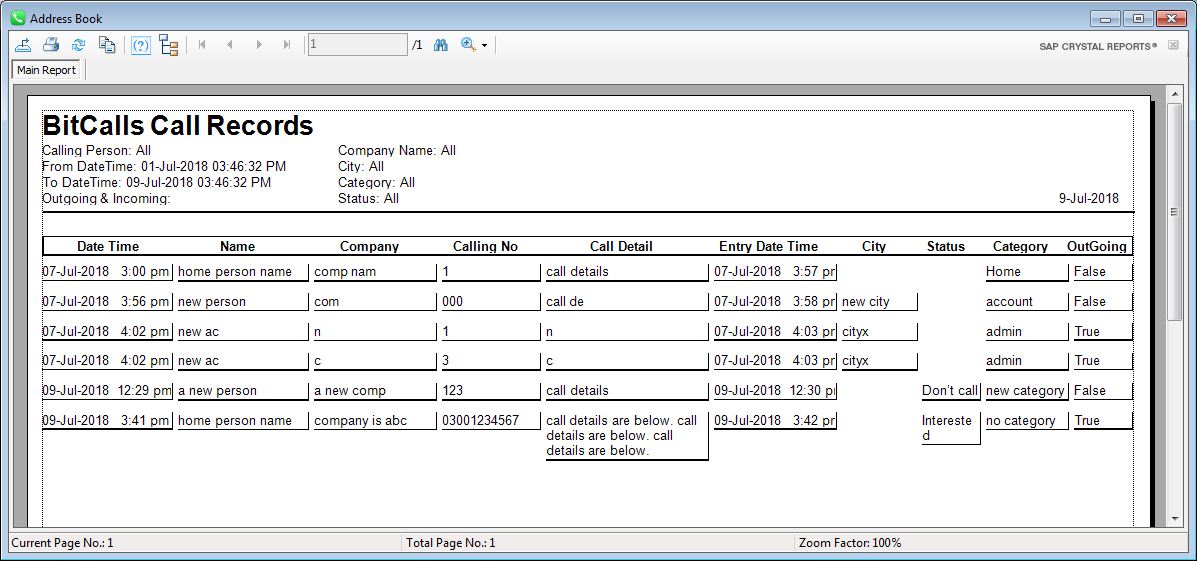 Address Book
1 /1 SAP CRYSTAL REPORTS®
Main Report
BitCalls Call Records
Calling Person: All Company Name: All
From DateTime: 01-Jul-2018 03:46:32 PM City: All
To DateTime: 09-Jul-2018 03:46:32 PM Category: All
Outgoing & Incoming: Status: All 9-Jul-2018
Date Time Name Company Calling No Call Detail Entry Date Time City Status Category OutGoing
07-Jul-2018 3:00 pm home person name comp nam 1 call details 07-Jul-2018 3:57 pr Home False
07-Jul-2018 3:56 pm new person com 000 call de 07-Jul-2018 3:58 pr new city account False
07-Jul-2018 4:02 pm new ac n 1 n 07-Jul-2018 4:03 pr cityx admin True
07-Jul-2018 4:02 pm new ac c 3 c 07-Jul-2018 4:03 pr cityx admin True
09-Jul-2018 12:29 pm a new person a new comp 123 call details 09-Jul-2018 12:30 p Don't call new category False
09-Jul-2018 3:41 pm home person name company is abc 03001234567 call details are below. call 09-Jul-2018 3:42 pr Intereste no category True
details are below. call d
details are below.
Current Page No.: 1 Total Page No.: 1 Zoom Factor: 100%